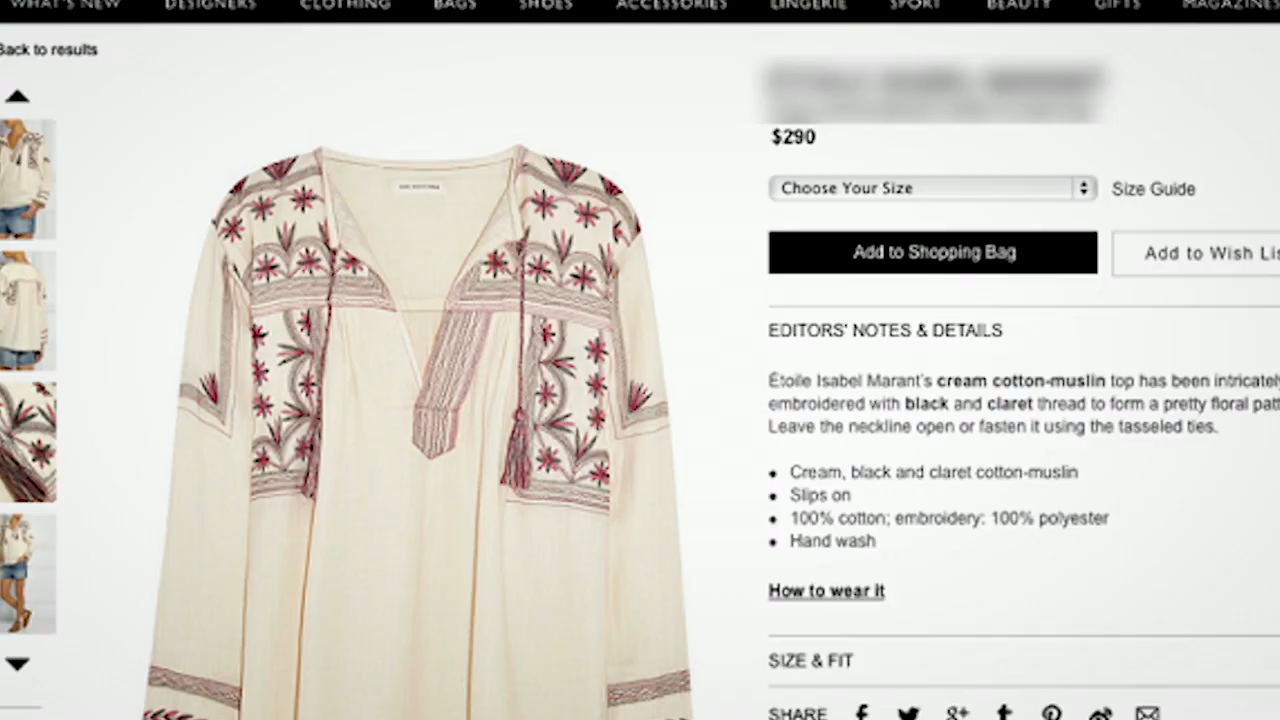 WHAT'S NEW DESIGNERS CLOTHING BAGS SHOES ACCESSORIES LINGERIE SPORT BEAUTY GIFTS MAGAZINES
Back to results
$290
Choose Your Size
Size Guide
Add to Shopping Bag
Add to Wish Lis
EDITORS' NOTES & DETAILS
Étoile Isabel Marant's cream cotton-muslin top has been intricately
embroidered with black and claret thread to form a pretty floral patt
Leave the neckline open or fasten it using the tasseled ties.
• Cream, black and claret cotton-muslin
• Slips on
• 100% cotton; embroidery: 100% polyester
• Hand wash
How to wear it
SIZE & FIT
SHARE